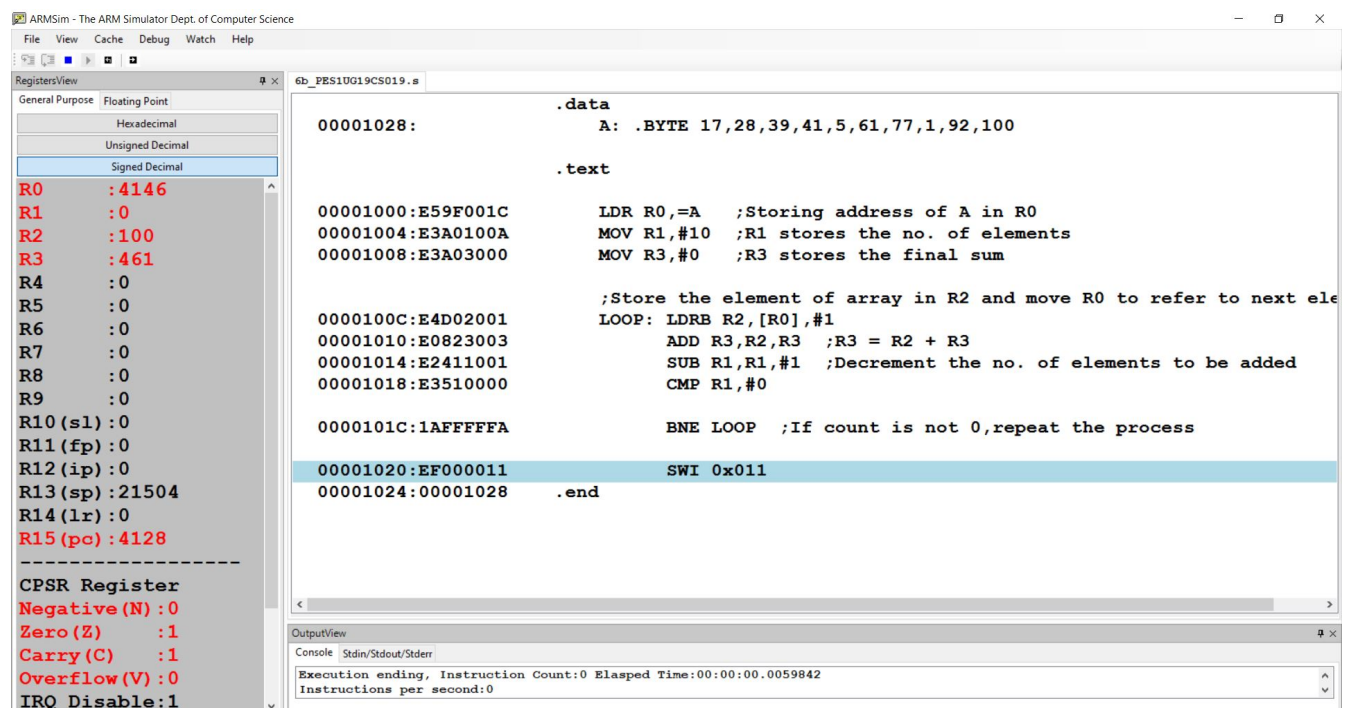 ARMSim - The ARM Simulator Dept. of Computer Science
File View Cache Debug Watch Help
RegistersView
General Purpose Floating Point
Hexadecimal
Unsigned Decimal
Signed Decimal
R0 :4146
R1 :0
R2 :100
R3 :461
R4 :0
R5 :0
R6 :0
R7 :0
R8 :0
R9 :0
R10(sl):0
R11(fp):0
R12(ip):0
R13(sp):21504
R14(lr):0
R15(pc):4128
------------------
CPSR Register
Negative(N):0
Zero(Z) :1
Carry(C) :1
Overflow(V):0
IRQ Disable:1
6b_PES1UG19CS019.s
.data
00001028: A: .BYTE 17,28,39,41,5,61,77,1,92,100
.text
00001000:E59F001C LDR R0,=A ;Storing address of A in R0
00001004:E3A0100A MOV R1,#10 ;R1 stores the no. of elements
00001008:E3A03000 MOV R3,#0 ;R3 stores the final sum
;Store the element of array in R2 and move R0 to refer to next ele
0000100C:E4D02001 LOOP: LDRB R2,[R0],#1
00001010:E0823003 ADD R3,R2,R3 ;R3 = R2 + R3
00001014:E2411001 SUB R1,R1,#1 ;Decrement the no. of elements to be added
00001018:E3510000 CMP R1,#0
0000101C:1AFFFFFA BNE LOOP ;If count is not 0,repeat the process
00001020:EF000011 SWI 0x011
00001024:00001028 .end
OutputView
Console Stdin/Stdout/Stderr
Execution ending, Instruction Count:0 Elasped Time:00:00:00.0059842
Instructions per second:0